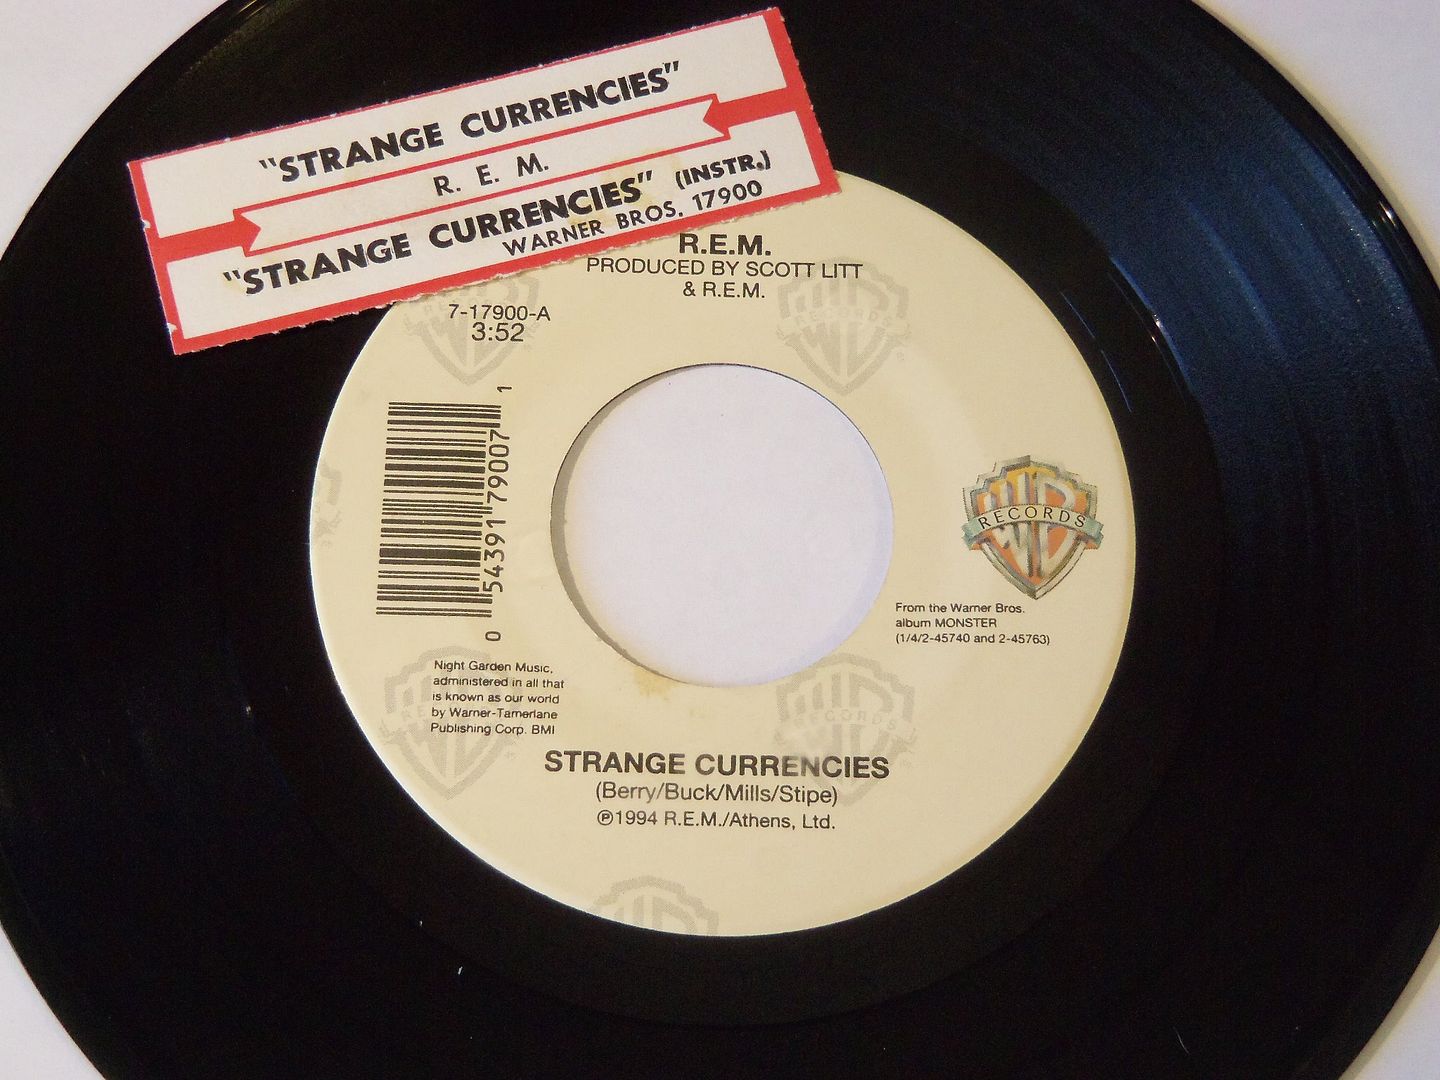 "STRANGE CURRENCIES"
R. E. M.
"STRANGE CURRENCIES" (INSTR.)
WARNER BROS. 17900
R.E.M.
PRODUCED BY SCOTT LITT
& R.E.M.
7-17900-A
3:52
0 54391 79007 1
RECORDS
From the Warner Bros.
album MONSTER
(1/4/2-45740 and 2-45763)
Night Garden Music,
administered in all that
is known as our world
by Warner-Tamerlane
Publishing Corp. BMI
STRANGE CURRENCIES
(Berry/Buck/Mills/Stipe)
℗1994 R.E.M./Athens, Ltd.